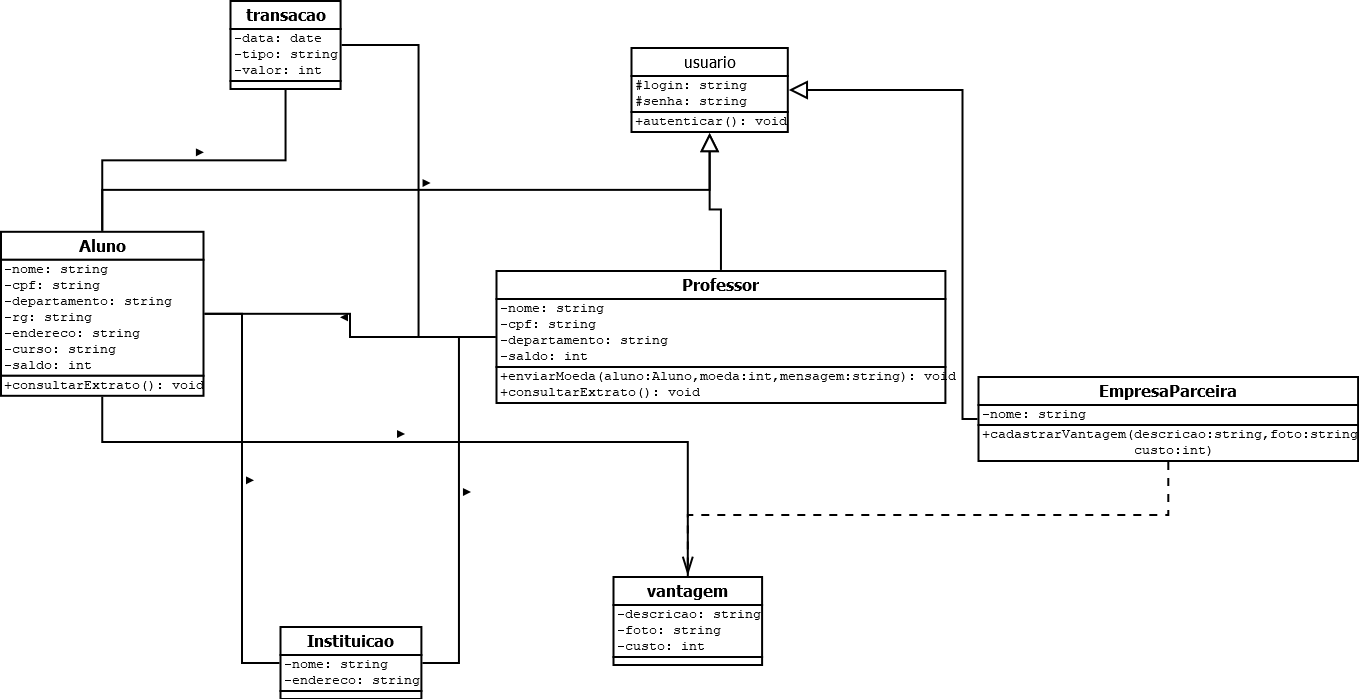 transacao
-data: date
-tipo: string
-valor: int
usuario
#login: string
#senha: string
+autenticar(): void
Aluno
-nome: string
-cpf: string
-departamento: string
-rg: string
-endereco: string
-curso: string
-saldo: int
+consultarExtrato(): void
Professor
-nome: string
-cpf: string
-departamento: string
-saldo: int
+enviarMoeda(aluno:Aluno,moeda:int,mensagem:string): void
+consultarExtrato(): void
EmpresaParceira
-nome: string
+cadastrarVantagem(descricao:string,foto:string
custo:int)
vantagem
-descricao: string
-foto: string
-custo: int
Instituicao
-nome: string
-endereco: string